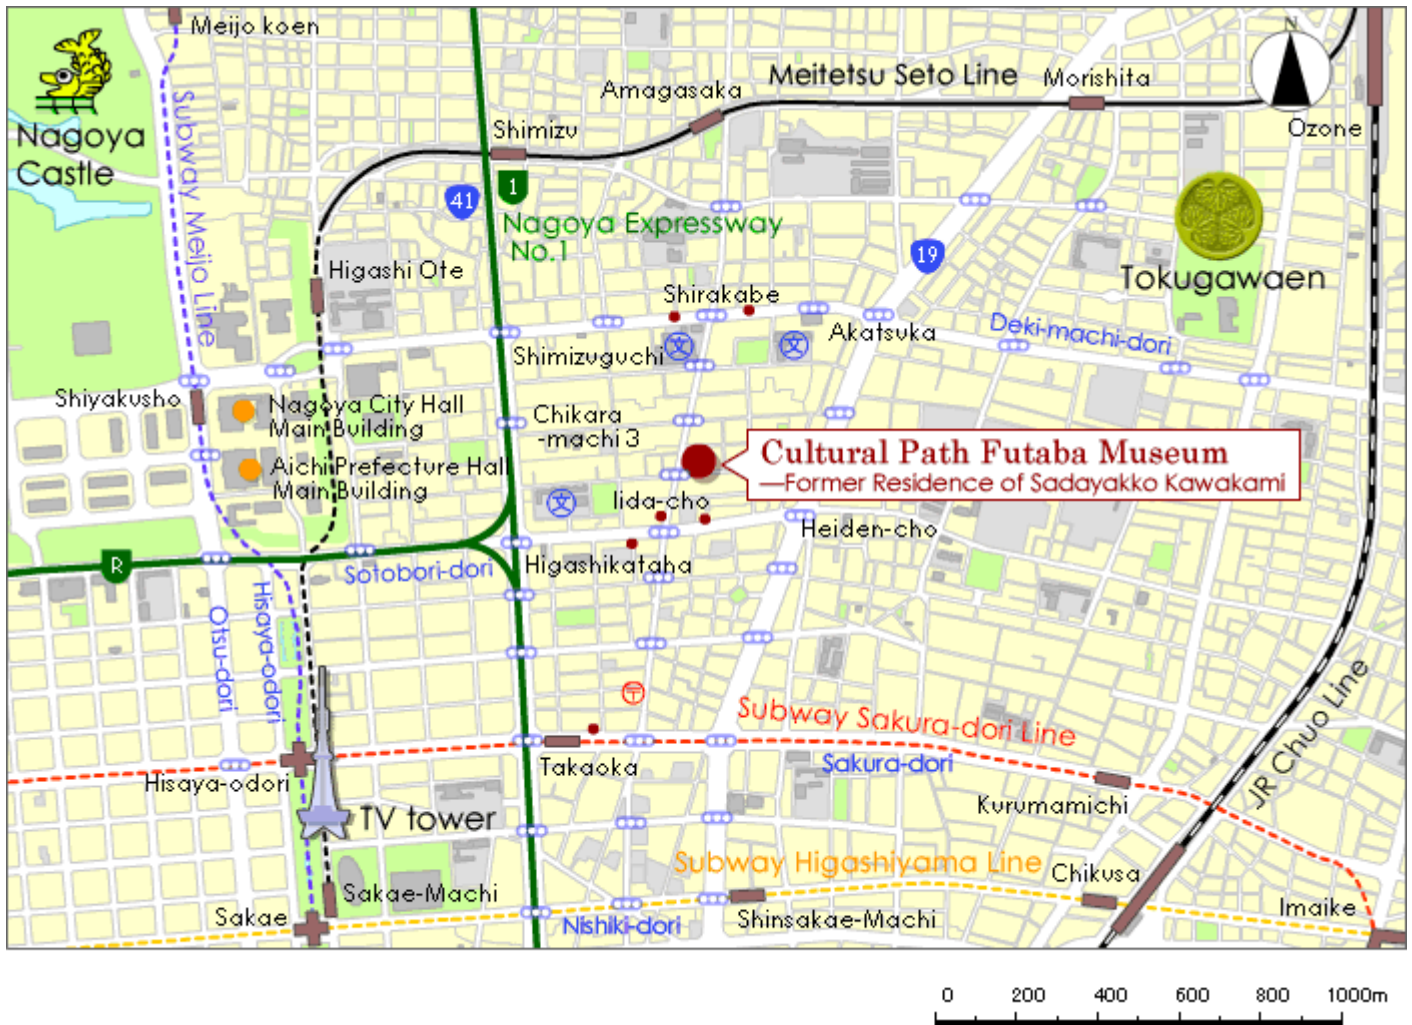 Meijo koen
N
Meitetsu Seto Line
Morishita
Amagasaka
Ozone
Shimizu
Nagoya
Castle
Subway Meijo Line
1
41
Nagoya Expressway
No.1
19
Higashi Ote
Tokugawaen
Shirakabe
Akatsuka
Deki-machi-dori
Shimizuguchi
文
文
Shiyakusho
Nagoya City Hall
Main Building
Chikara
-machi 3
Cultural Path Futaba Museum
—Former Residence of Sadayakko Kawakami
Aichi Prefecture Hall
Main Building
文
Iida-cho
Heiden-cho
R
Sotobori-dori
Higashikataha
Otsu-dori
Hisaya-odori
〒
Subway Sakura-dori Line
JR Chuo Line
Hisaya-odori
Takaoka
Sakura-dori
Kurumamichi
TV tower
Subway Higashiyama Line
Chikusa
Sakae-Machi
Sakae
Nishiki-dori
Shinsakae-Machi
Imaike
0 200 400 600 800 1000m